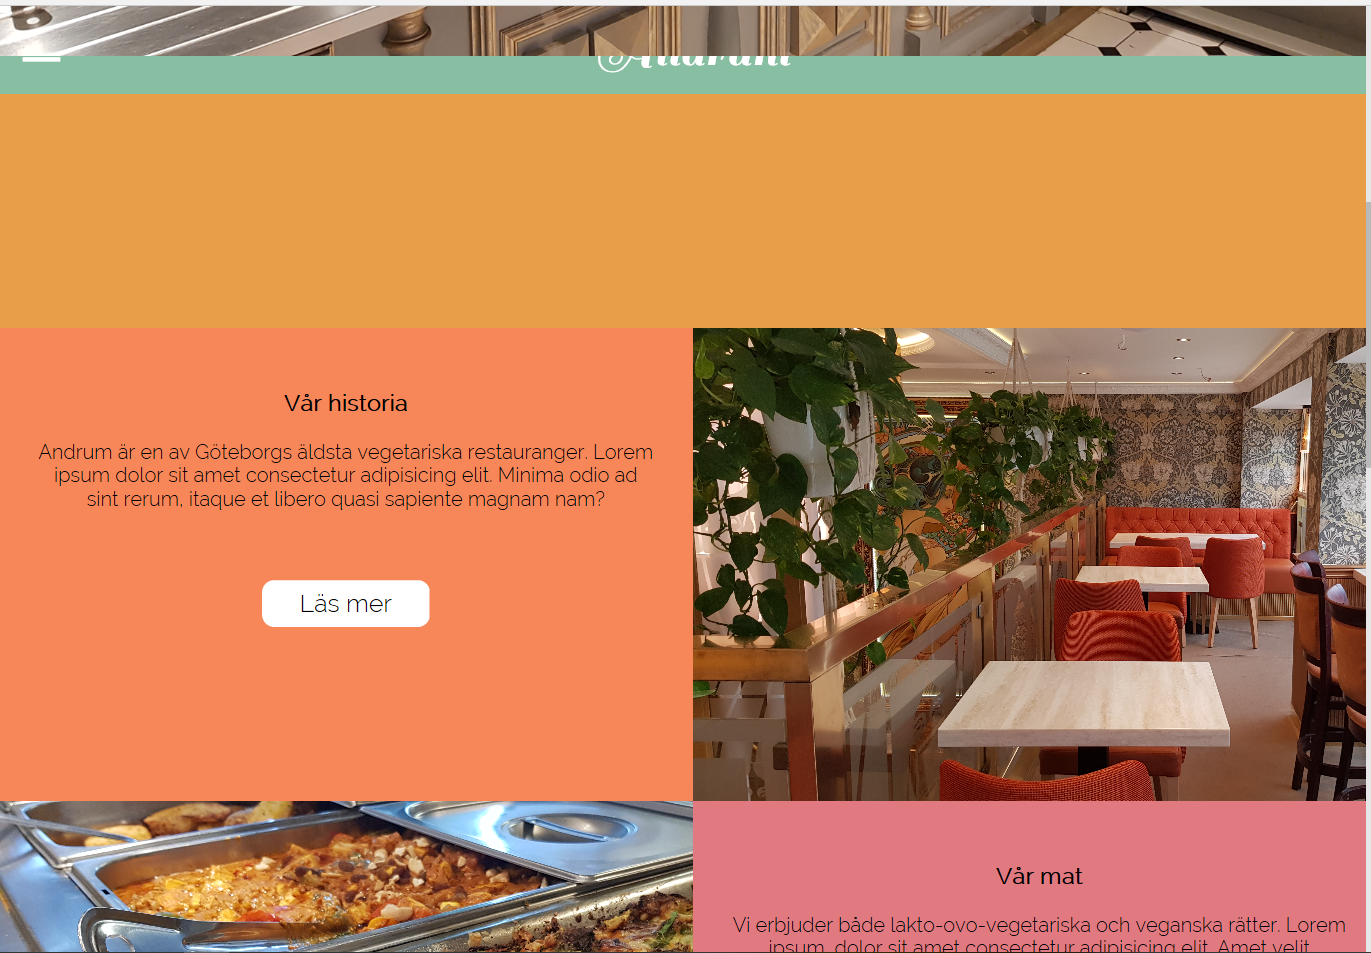 Vår historia
Andrum är en av Göteborgs äldsta vegetariska restauranger. Lorem
ipsum dolor sit amet consectetur adipisicing elit. Minima odio ad
sint rerum, itaque et libero quasi sapiente magnam nam?
Läs mer
Vår mat
Vi erbjuder både lakto-ovo-vegetariska och veganska rätter. Lorem
ipsum, dolor sit amet consectetur adipisicing elit. Amet velit